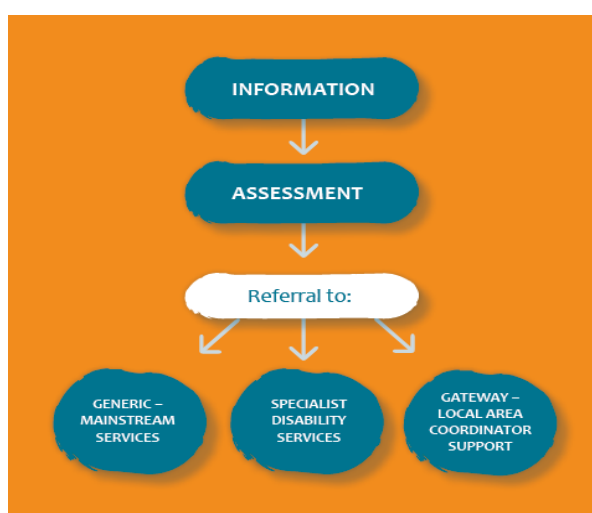 INFORMATION
ASSESSMENT
Referral to:
GENERIC –
MAINSTREAM
SERVICES
SPECIALIST
DISABILITY
SERVICES
GATEWAY –
LOCAL AREA
COORDINATOR
SUPPORT